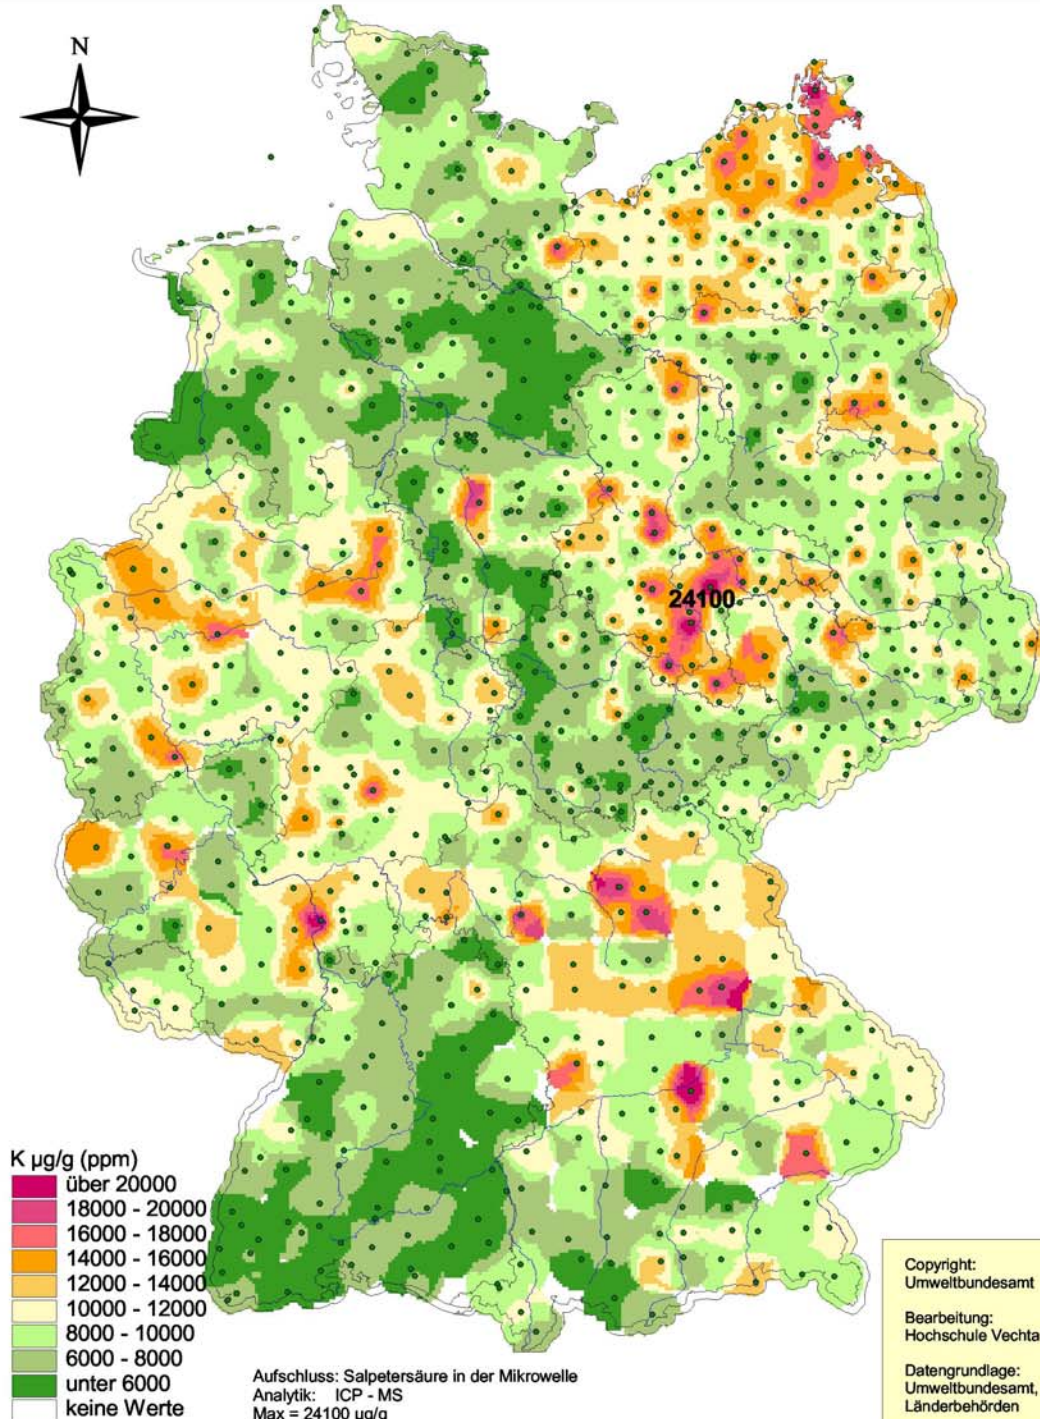 N
24100
K µg/g (ppm)
über 20000
18000 - 20000
16000 - 18000
14000 - 16000
12000 - 14000
10000 - 12000
8000 - 10000
6000 - 8000
unter 6000
keine Werte
Aufschluss: Salpetersäure in der Mikrowelle
Analytik: ICP - MS
Max = 24100 µg/g
Copyright:
Umweltbundesamt
Bearbeitung:
Hochschule Vechta
Datengrundlage:
Umweltbundesamt,
Länderbehörden